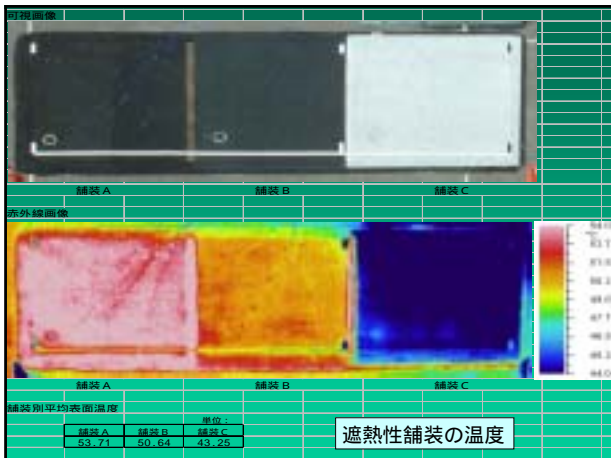 可視画像
舗装A 舗装B 舗装C
赤外線画像
舗装A 舗装B 舗装C
舗装別平均表面温度
単位:
舗装A 舗装B 舗装C
53.71 50.64 43.25
遮熱性舗装の温度